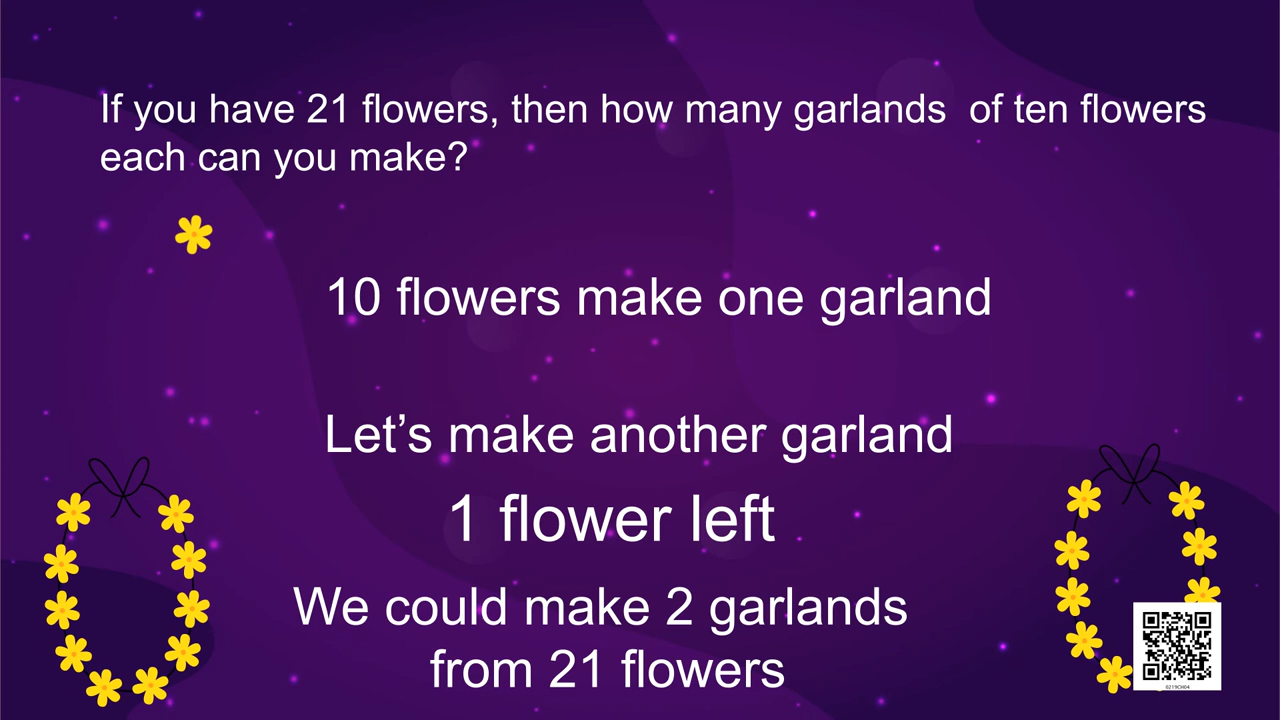 If you have 21 flowers, then how many garlands  of ten flowers
each can you make?
10 flowers make one garland
Let’s make another garland
1 flower left
We could make 2 garlands
from 21 flowers
0219CH04